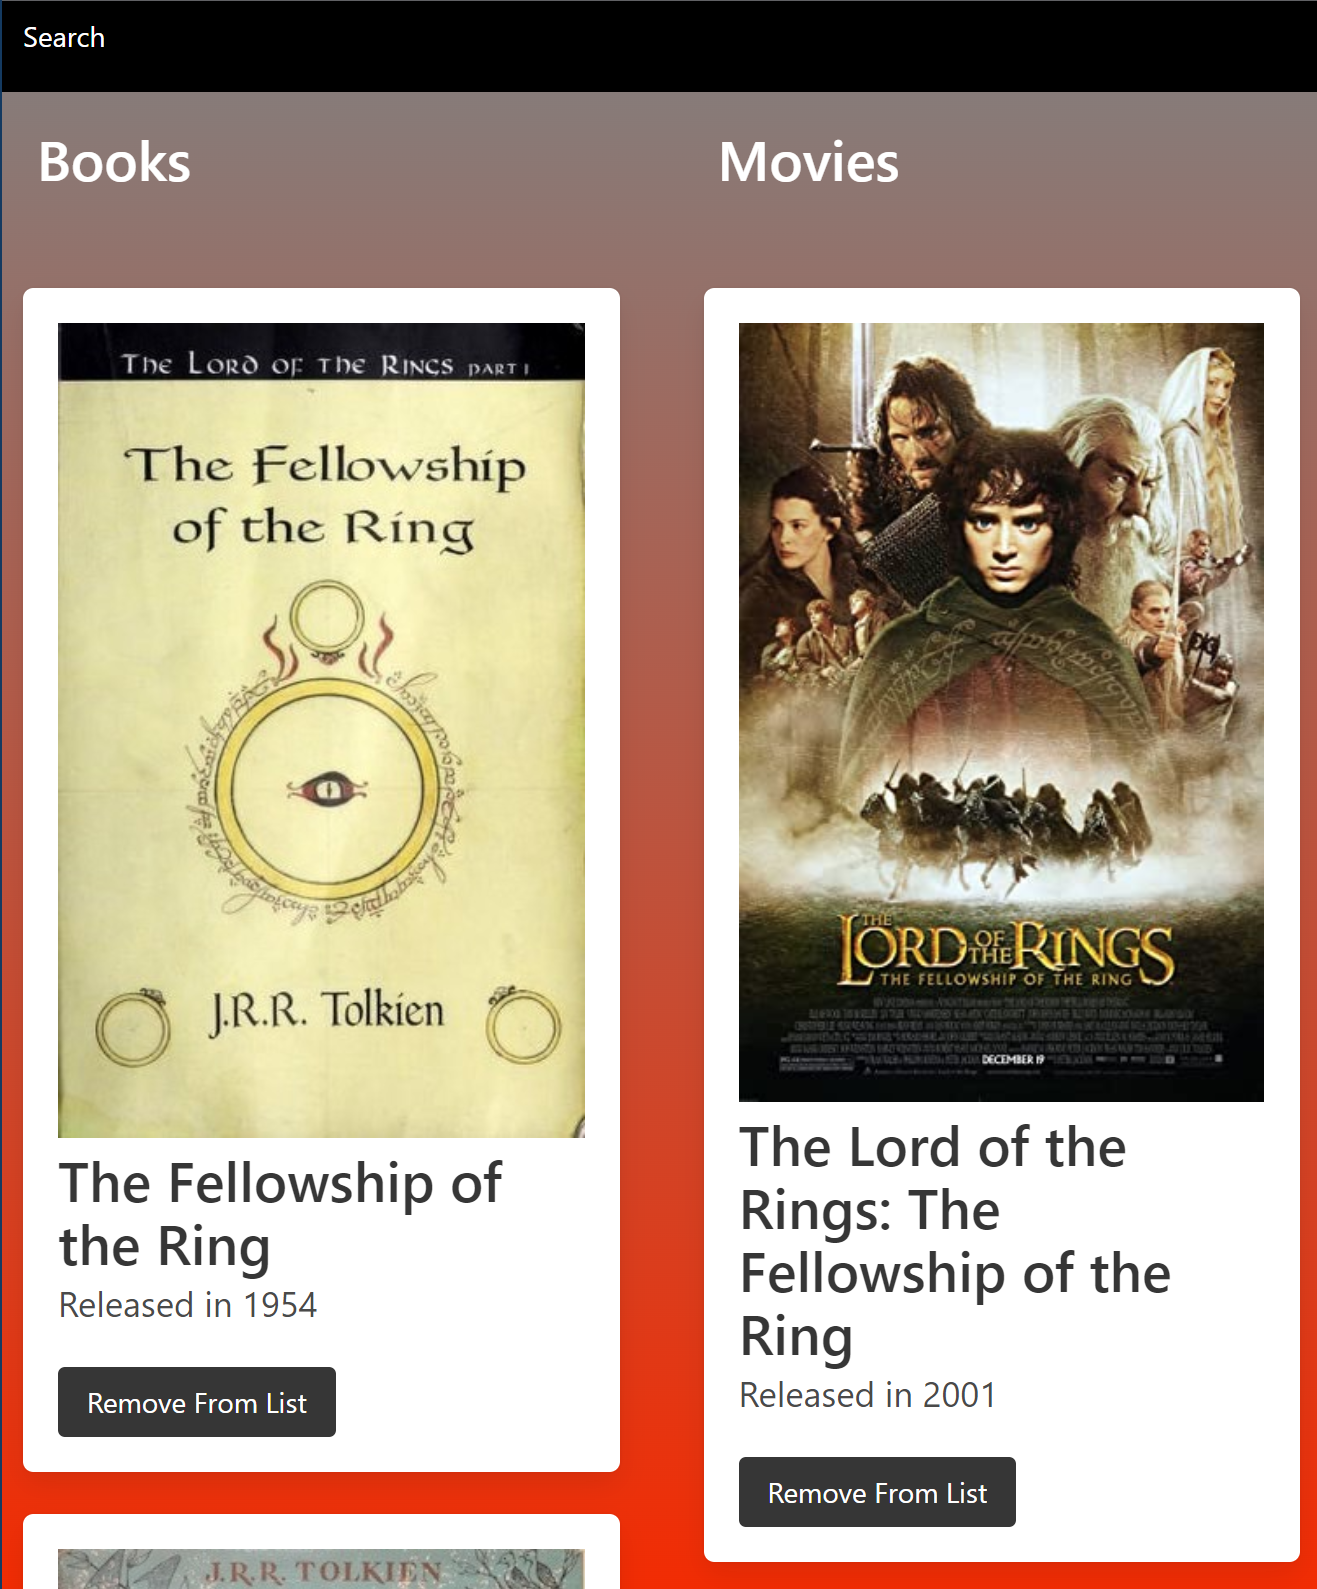 Search
Books
The Lord of the Rings Part I
The Fellowship
of the Ring
J.R.R. Tolkien
The Fellowship of
the Ring
Released in 1954
Remove From List
J.R.R. TOLKIEN
Movies
THE
LORD OF THE RINGS
THE FELLOWSHIP OF THE RING
DECEMBER 19
The Lord of the
Rings: The
Fellowship of the
Ring
Released in 2001
Remove From List